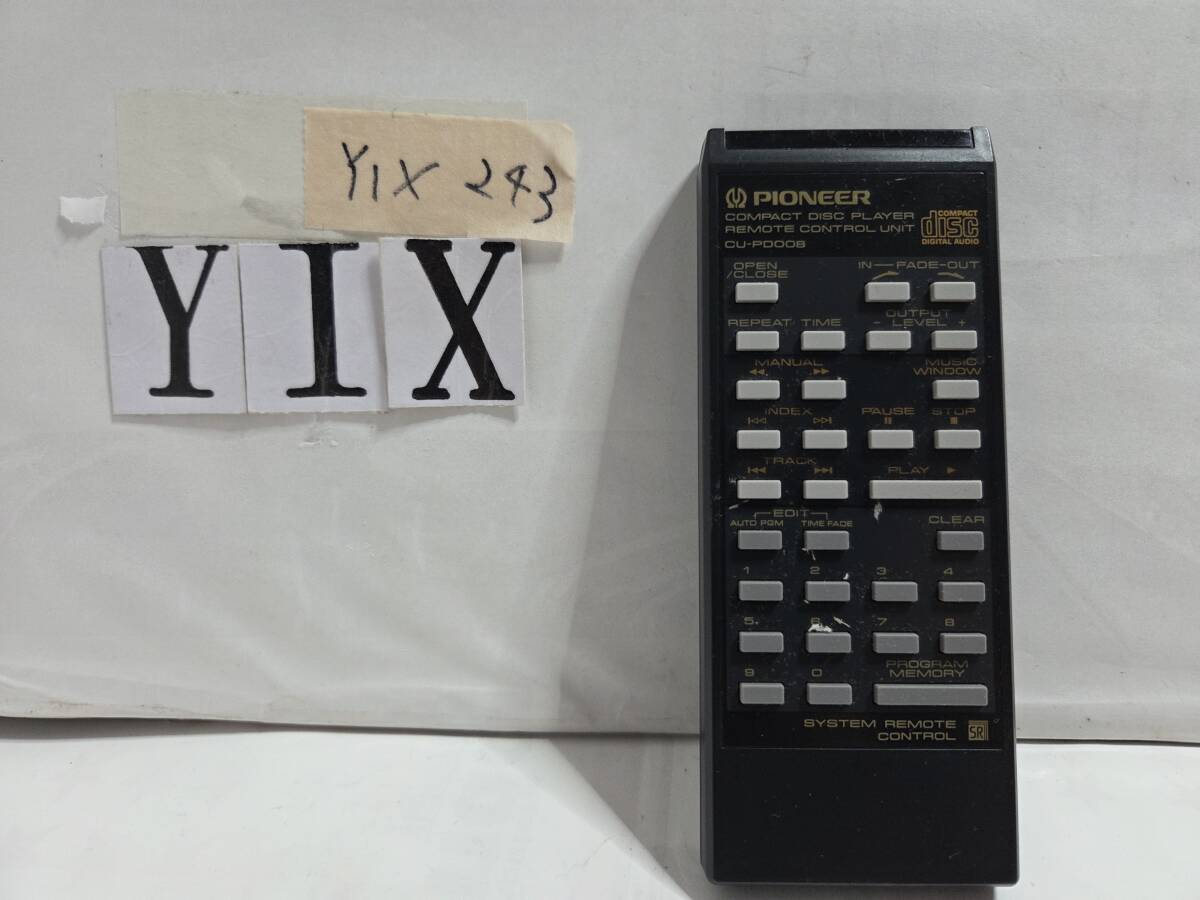 YIX 243
YIX
PIONEER
COMPACT DISC PLAYER
REMOTE CONTROL UNIT
CU-PD008
COMPACT
disc
DIGITAL AUDIO
OPEN
/CLOSE
IN FADE-OUT
REPEAT TIME
OUTPUT
- LEVEL +
MANUAL
◀◀ ▶▶
MUSIC
WINDOW
INDEX
PAUSE STOP
TRACK
PLAY ▶
EDIT
AUTO PGM TIME FADE
CLEAR
1 2 3 4
5 6 7 8
9 0
PROGRAM
MEMORY
SYSTEM REMOTE
CONTROL
SR